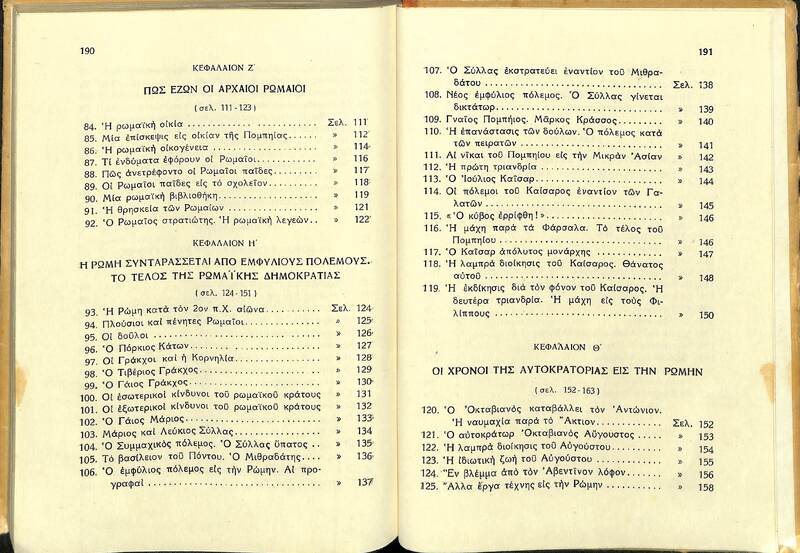 190
ΚΕΦΑΛΑΙΟΝ Ζ΄
ΠΩΣ ΕΖΩΝ ΟΙ ΑΡΧΑΙΟΙ ΡΩΜΑΙΟΙ
(σελ. 111-123)
84. Ἡ ρωμαϊκὴ οἰκία .......... Σελ. 111
85. Μία ἐπίσκεψις εἰς οἰκίαν τῆς Πομπηίας...... » 112
86. Ἡ ρωμαϊκὴ οἰκογένεια .......... » 114
87. Τί ἐνδύματα ἐφόρουν οἱ Ρωμαῖοι .......... » 116
88. Πῶς ἀνετρέφοντο οἱ Ρωμαῖοι παῖδες.......... » 117
89. Οἱ Ρωμαῖοι παῖδες εἰς τὸ σχολεῖον.......... » 118
90. Μία ρωμαϊκὴ βιβλιοθήκη.......... » 119
91. Ἡ θρησκεία τῶν Ρωμαίων .......... » 121
92. Ὁ Ρωμαῖος στρατιώτης. Ἡ ρωμαϊκὴ λεγεών.. » 122
ΚΕΦΑΛΑΙΟΝ Η΄
Η ΡΩΜΗ ΣΥΝΤΑΡΑΣΣΕΤΑΙ ΑΠΟ ΕΜΦΥΛΙΟΥΣ ΠΟΛΕΜΟΥΣ.
ΤΟ ΤΕΛΟΣ ΤΗΣ ΡΩΜΑΪΚΗΣ ΔΗΜΟΚΡΑΤΙΑΣ
(σελ. 124-151)
93. Ἡ Ρώμη κατὰ τὸν 2ον π.Χ. αἰῶνα .......... Σελ. 124
94. Πλούσιοι καὶ πένητες Ρωμαῖοι.......... » 125
95. Οἱ δοῦλοι .......... » 126
96. Ὁ Πόρκιος Κάτων.......... » 127
97. Οἱ Γράκχοι καὶ ἡ Κορνηλία.......... » 128
98. Ὁ Τιβέριος Γράκχος.......... » 129
99. Ὁ Γάιος Γράκχος.......... » 130
100. Οἱ ἐσωτερικοὶ κίνδυνοι τοῦ ρωμαϊκοῦ κράτους » 131
101. Οἱ ἐξωτερικοὶ κίνδυνοι τοῦ ρωμαϊκοῦ κράτους » 132
102. Ὁ Γάιος Μάριος.......... » 133
103. Μάριος καὶ Λεύκιος Σύλλας.......... » 134
104. Ὁ Συμμαχικὸς πόλεμος. Ὁ Σύλλας ὕπατος .. » 135
105. Τὸ βασίλειον τοῦ Πόντου. Ὁ Μιθραδάτης.... » 136
106. Ὁ ἐμφύλιος πόλεμος εἰς τὴν Ρώμην. Αἱ προ-
γραφαί .......... » 137
191
107. Ὁ Σύλλας ἐκστρατεύει ἐναντίον τοῦ Μιθρα-
δάτου .......... Σελ. 138
108. Νέος ἐμφύλιος πόλεμος. Ὁ Σύλλας γίνεται
δικτάτωρ.......... » 139
109. Γναῖος Πομπήιος. Μᾶρκος Κράσσος.......... » 140
110. Ἡ ἐπανάστασις τῶν δούλων. Ὁ πόλεμος κατὰ
τῶν πειρατῶν .......... » 141
111. Αἱ νῖκαι τοῦ Πομπηίου εἰς τὴν Μικρὰν Ἀσίαν » 142
112. Ἡ πρώτη τριανδρία .......... » 143
113. Ὁ Ἰούλιος Καῖσαρ.......... » 144
114. Οἱ πόλεμοι τοῦ Καίσαρος ἐναντίον τῶν Γα-
λατῶν .......... » 145
115. «Ὁ κύβος ἐρρίφθη!».......... » 146
116. Ἡ μάχη παρὰ τὰ Φάρσαλα. Τὸ τέλος τοῦ
Πομπηίου .......... » 146
117. Ὁ Καῖσαρ ἀπόλυτος μονάρχης .......... » 147
118. Ἡ λαμπρὰ διοίκησις τοῦ Καίσαρος. Θάνατος
αὐτοῦ .......... » 148
119. Ἡ ἐκδίκησις διὰ τὸν φόνον τοῦ Καίσαρος. Ἡ
δευτέρα τριανδρία. Ἡ μάχη εἰς τοὺς Φι-
λίππους .......... » 150
ΚΕΦΑΛΑΙΟΝ Θ΄
ΟΙ ΧΡΟΝΟΙ ΤΗΣ ΑΥΤΟΚΡΑΤΟΡΙΑΣ ΕΙΣ ΤΗΝ ΡΩΜΗΝ
(σελ. 152-163)
120. Ὁ Ὀκταβιανὸς καταβάλλει τὸν Ἀντώνιον.
Ἡ ναυμαχία παρὰ τὸ Ἄκτιον.......... Σελ. 152
121. Ὁ αὐτοκράτωρ Ὀκταβιανὸς Αὔγουστος...... » 153
122. Ἡ λαμπρὰ διοίκησις τοῦ Αὐγούστου.......... » 154
123. Ἡ ἰδιωτικὴ ζωὴ τοῦ Αὐγούστου .......... » 155
124. Ἓν βλέμμα ἀπὸ τὸν Ἀβεντῖνον λόφον.......... » 156
125. Ἄλλα ἔργα τέχνης εἰς τὴν Ρώμην .......... » 158